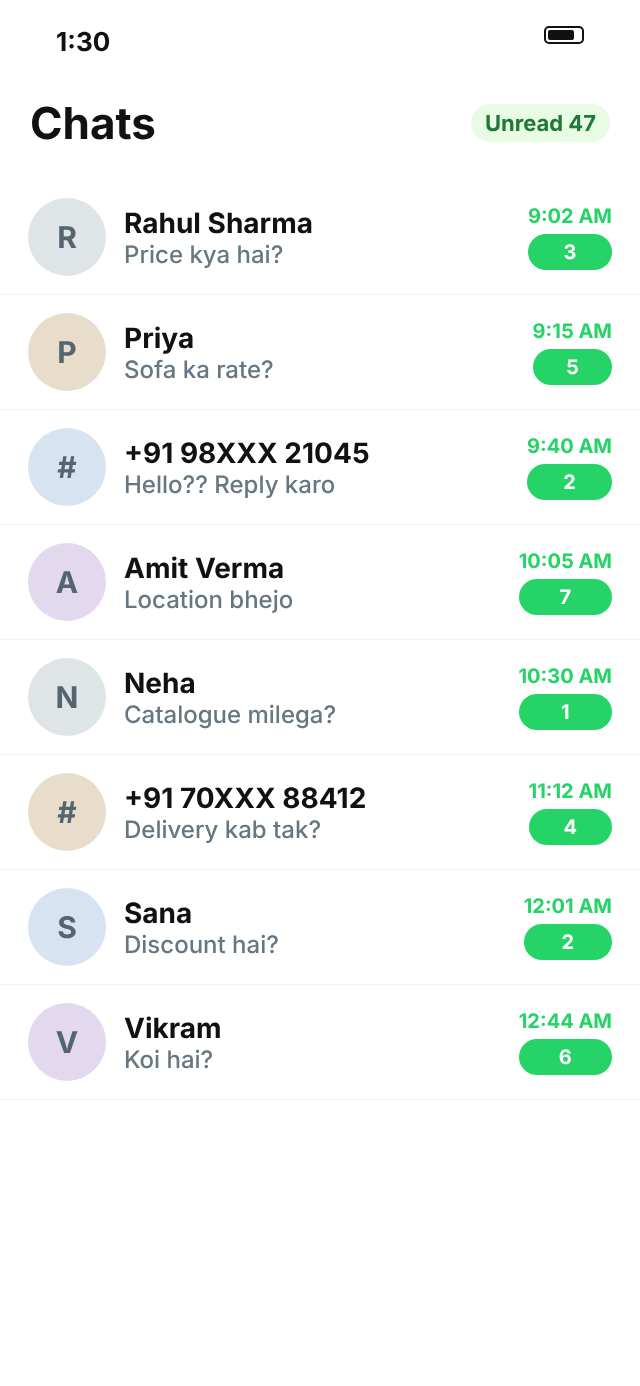 1:30
Chats
Unread 47
R
Rahul Sharma
9:02 AM
Price kya hai?
3
P
Priya
9:15 AM
Sofa ka rate?
5
#
+91 98XXX 21045
9:40 AM
Hello?? Reply karo
2
A
Amit Verma
10:05 AM
Location bhejo
7
N
Neha
10:30 AM
Catalogue milega?
1
#
+91 70XXX 88412
11:12 AM
Delivery kab tak?
4
S
Sana
12:01 AM
Discount hai?
2
V
Vikram
12:44 AM
Koi hai?
6